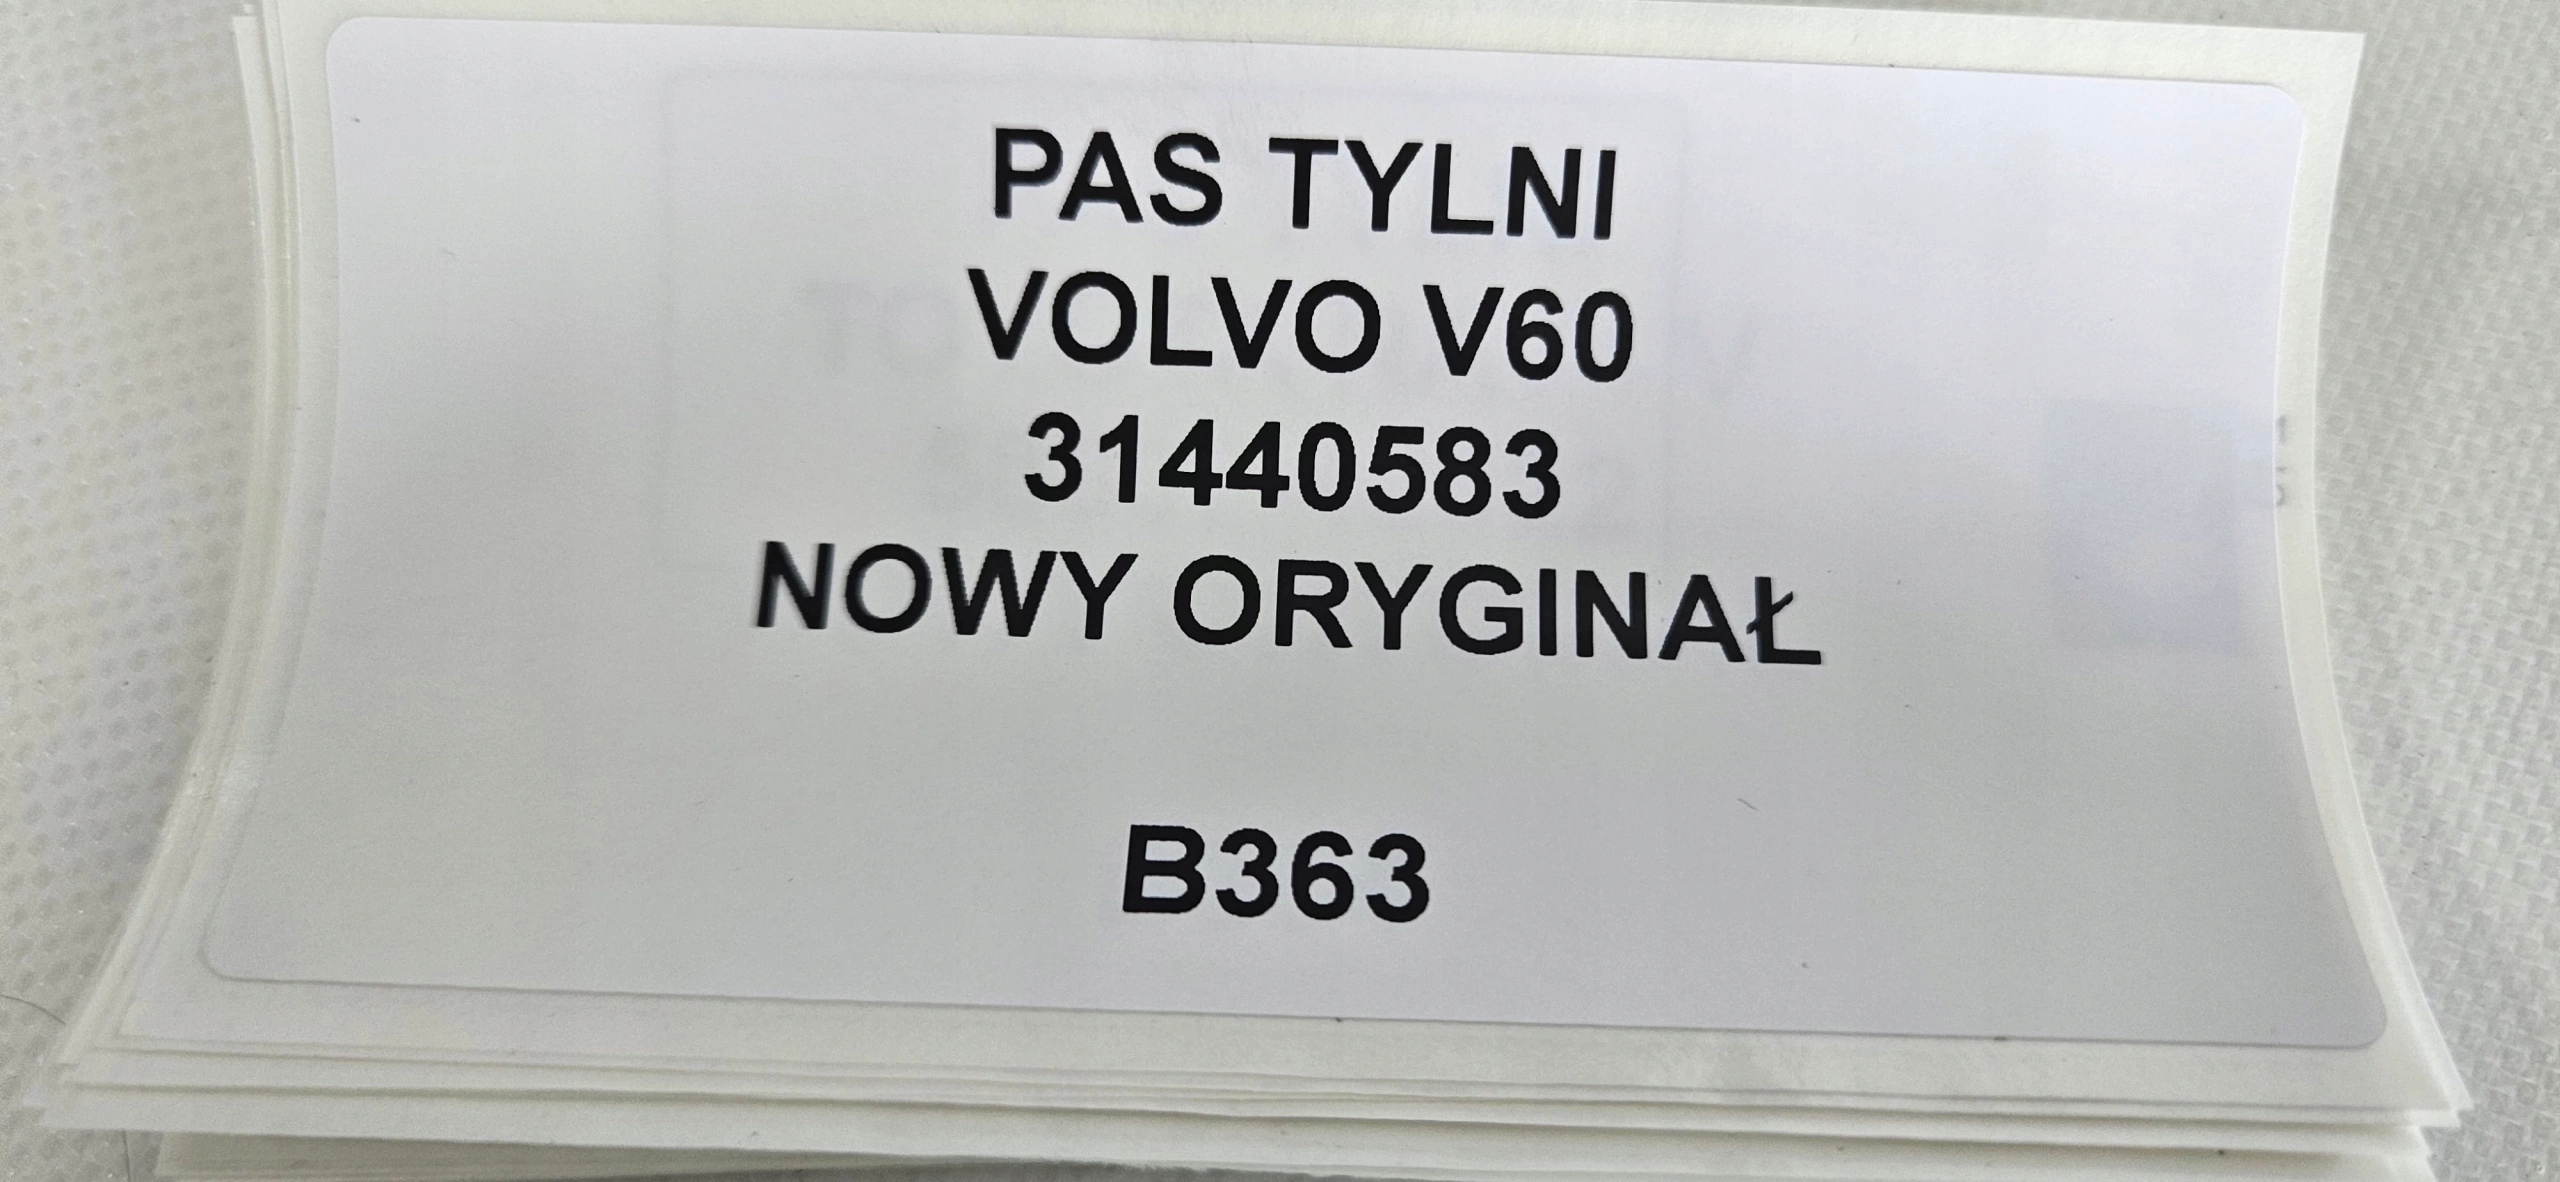 PAS TYLNI
VOLVO V60
31440583
NOWY ORYGINAŁ
B363